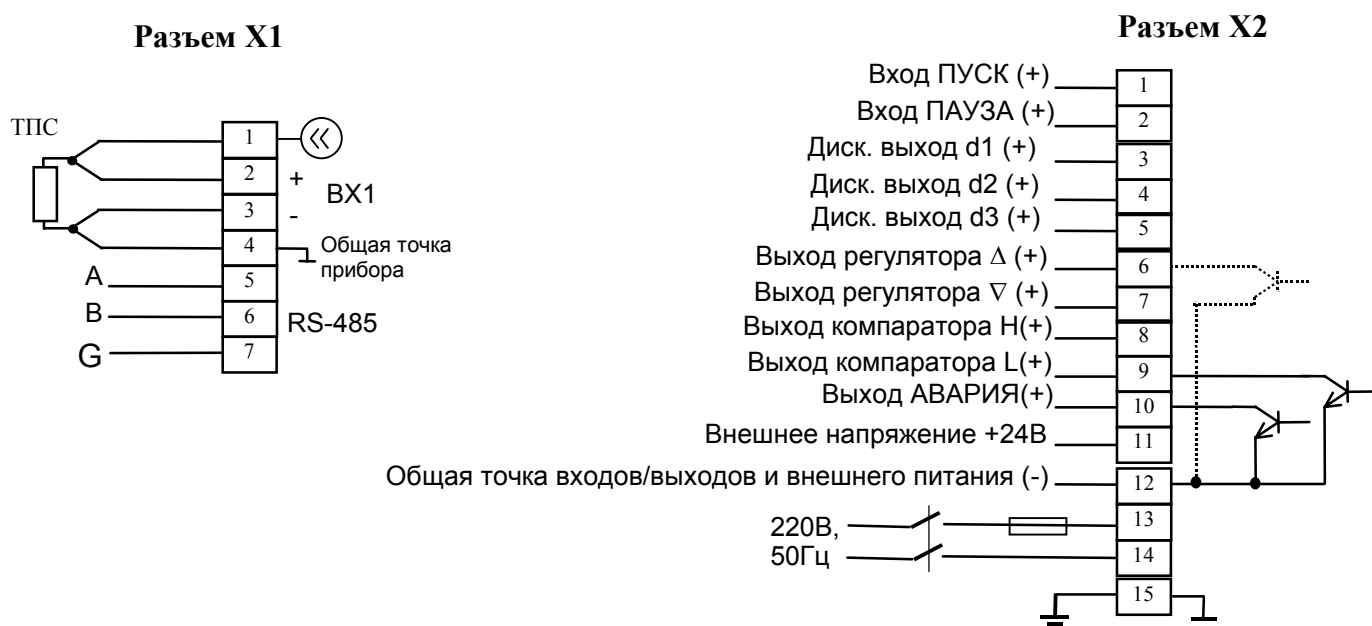 Разъем X1
ТПС
1
2
+
ВХ1
3
-
4
Общая точка
прибора
A
5
B
6
RS-485
G
7
Разъем X2
Вход ПУСК (+)
1
Вход ПАУЗА (+)
2
Диск. выход d1 (+)
3
Диск. выход d2 (+)
4
Диск. выход d3 (+)
5
Выход регулятора Δ (+)
6
Выход регулятора ∇ (+)
7
Выход компаратора H(+)
8
Выход компаратора L(+)
9
Выход АВАРИЯ(+)
10
Внешнее напряжение +24В
11
Общая точка входов/выходов и внешнего питания (-)
12
220В,
13
50Гц
14
15